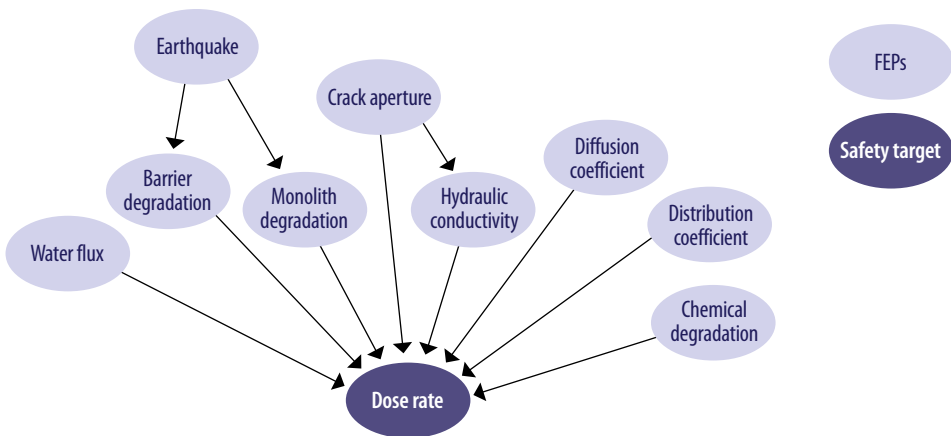 Earthquake
Crack aperture
FEPs
Safety target
Diffusion
coefficient
Barrier
degradation
Monolith
degradation
Hydraulic
conductivity
Distribution
coefficient
Water flux
Chemical
degradation
Dose rate